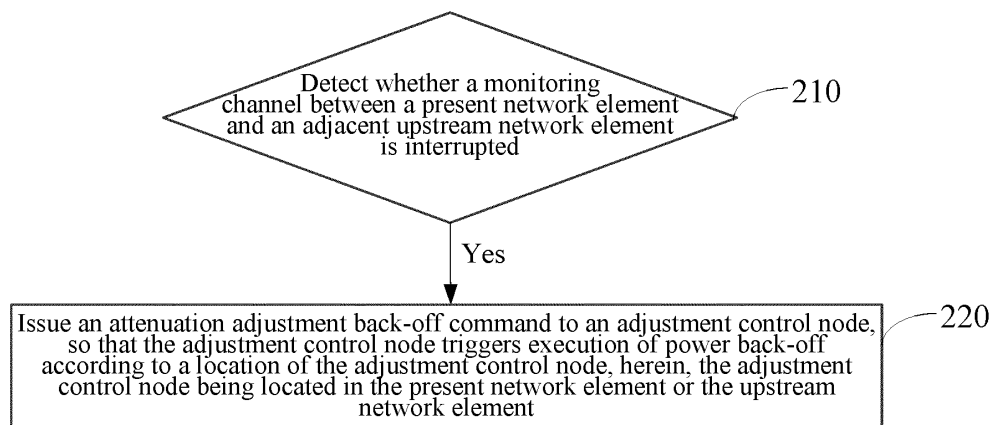 Detect whether a monitoring
channel between a present network element
and an adjacent upstream network element
is interrupted
210
Yes
Issue an attenuation adjustment back-off command to an adjustment control node,
so that the adjustment control node triggers execution of power back-off
according to a location of the adjustment control node, herein, the adjustment
control node being located in the present network element or the upstream
network element
220